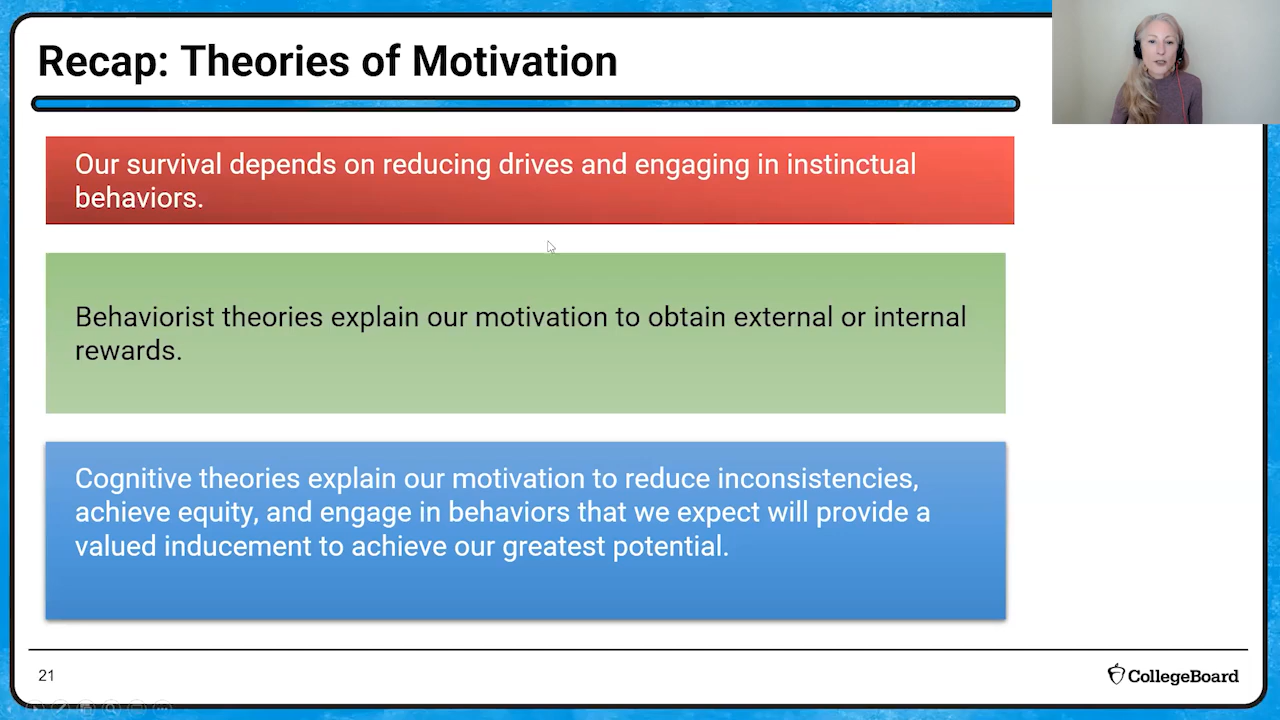 Recap: Theories of Motivation
Our survival depends on reducing drives and engaging in instinctual
behaviors.
Behaviorist theories explain our motivation to obtain external or internal
rewards.
Cognitive theories explain our motivation to reduce inconsistencies,
achieve equity, and engage in behaviors that we expect will provide a
valued inducement to achieve our greatest potential.
21
CollegeBoard